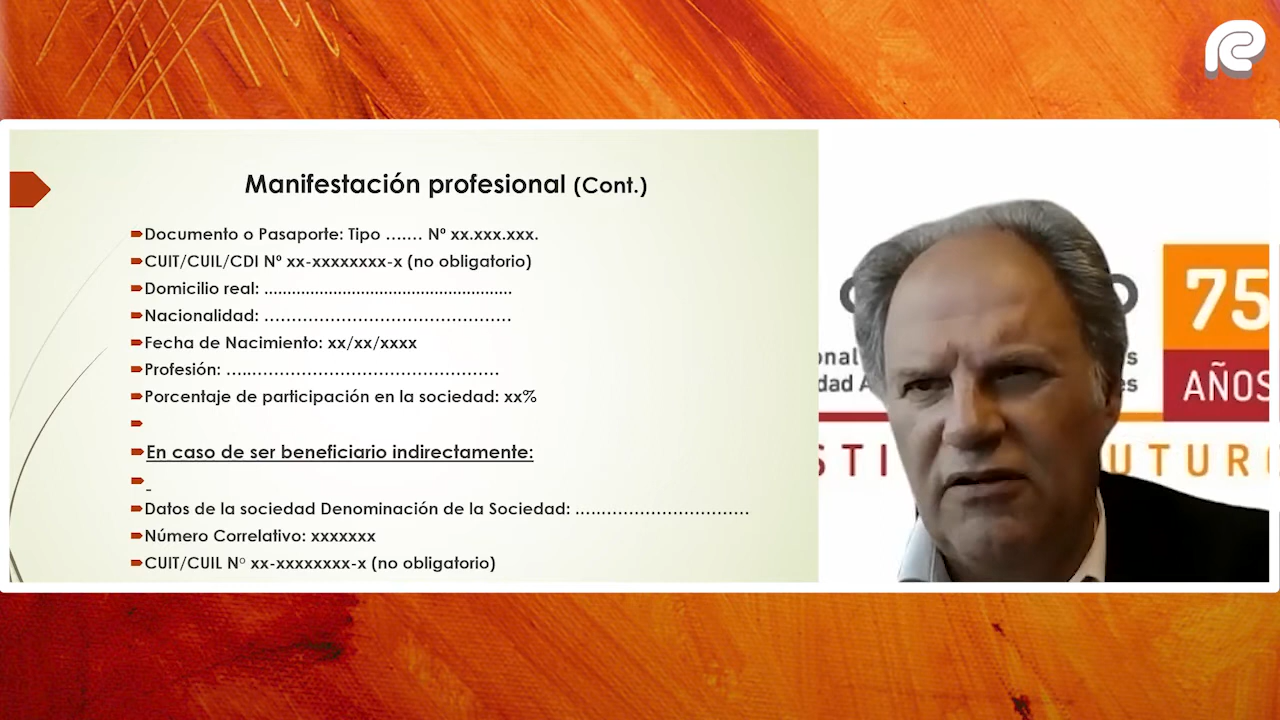 Manifestación profesional (Cont.)
Documento o Pasaporte: Tipo ....... Nº xx.xxx.xxx.
CUIT/CUIL/CDI Nº xx-xxxxxxxx-x (no obligatorio)
Domicilio real: ......................................................
Nacionalidad: ............................................
Fecha de Nacimiento: xx/xx/xxxx
Profesión: .................................................
Porcentaje de participación en la sociedad: xx%
En caso de ser beneficiario indirectamente:
Datos de la sociedad Denominación de la Sociedad: ................................
Número Correlativo: xxxxxxx
CUIT/CUIL Nº xx-xxxxxxxx-x (no obligatorio)
75
AÑOS